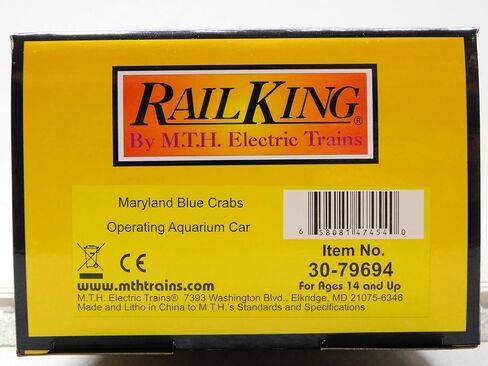 RAILKING®
By M.T.H. Electric Trains
Maryland Blue Crabs
Operating Aquarium Car
6 58081 47454 0
Item No.
30-79694
For Ages 14 and Up
CE
www.mthtrains.com
M.T.H. Electric Trains® 7393 Washington Blvd., Elkridge, MD 21075-6346
Made and Litho in China to M.T.H.'s Standards and Specifications